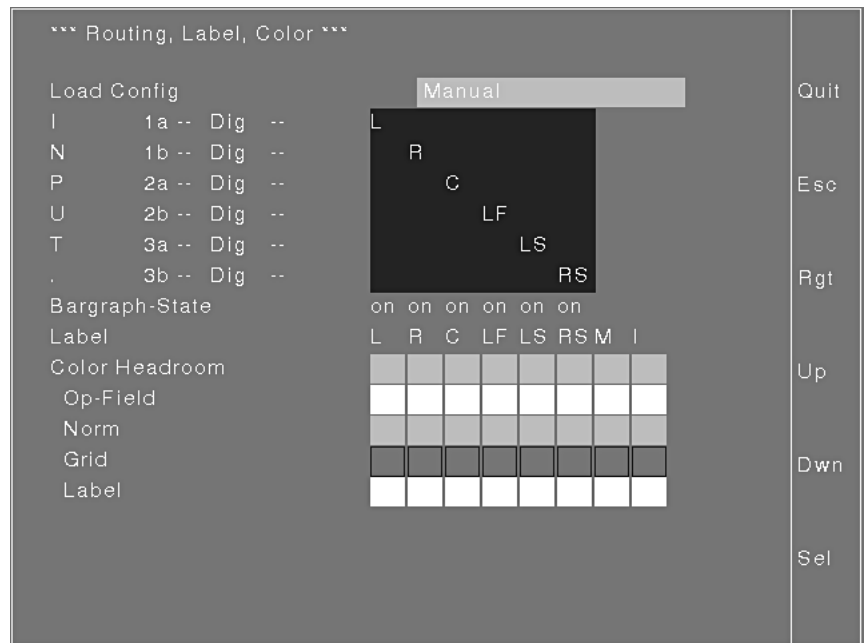 *** Routing, Label, Color ***
Load Config Manual Quit
I 1a -- Dig -- L
N 1b -- Dig -- R
P 2a -- Dig -- C Esc
U 2b -- Dig -- LF
T 3a -- Dig -- LS
. 3b -- Dig -- RS Rgt
Bargraph-State on on on on on on
Label L R C LF LS RS M I
Color Headroom Up
Op-Field
Norm
Grid Dwn
Label
Sel